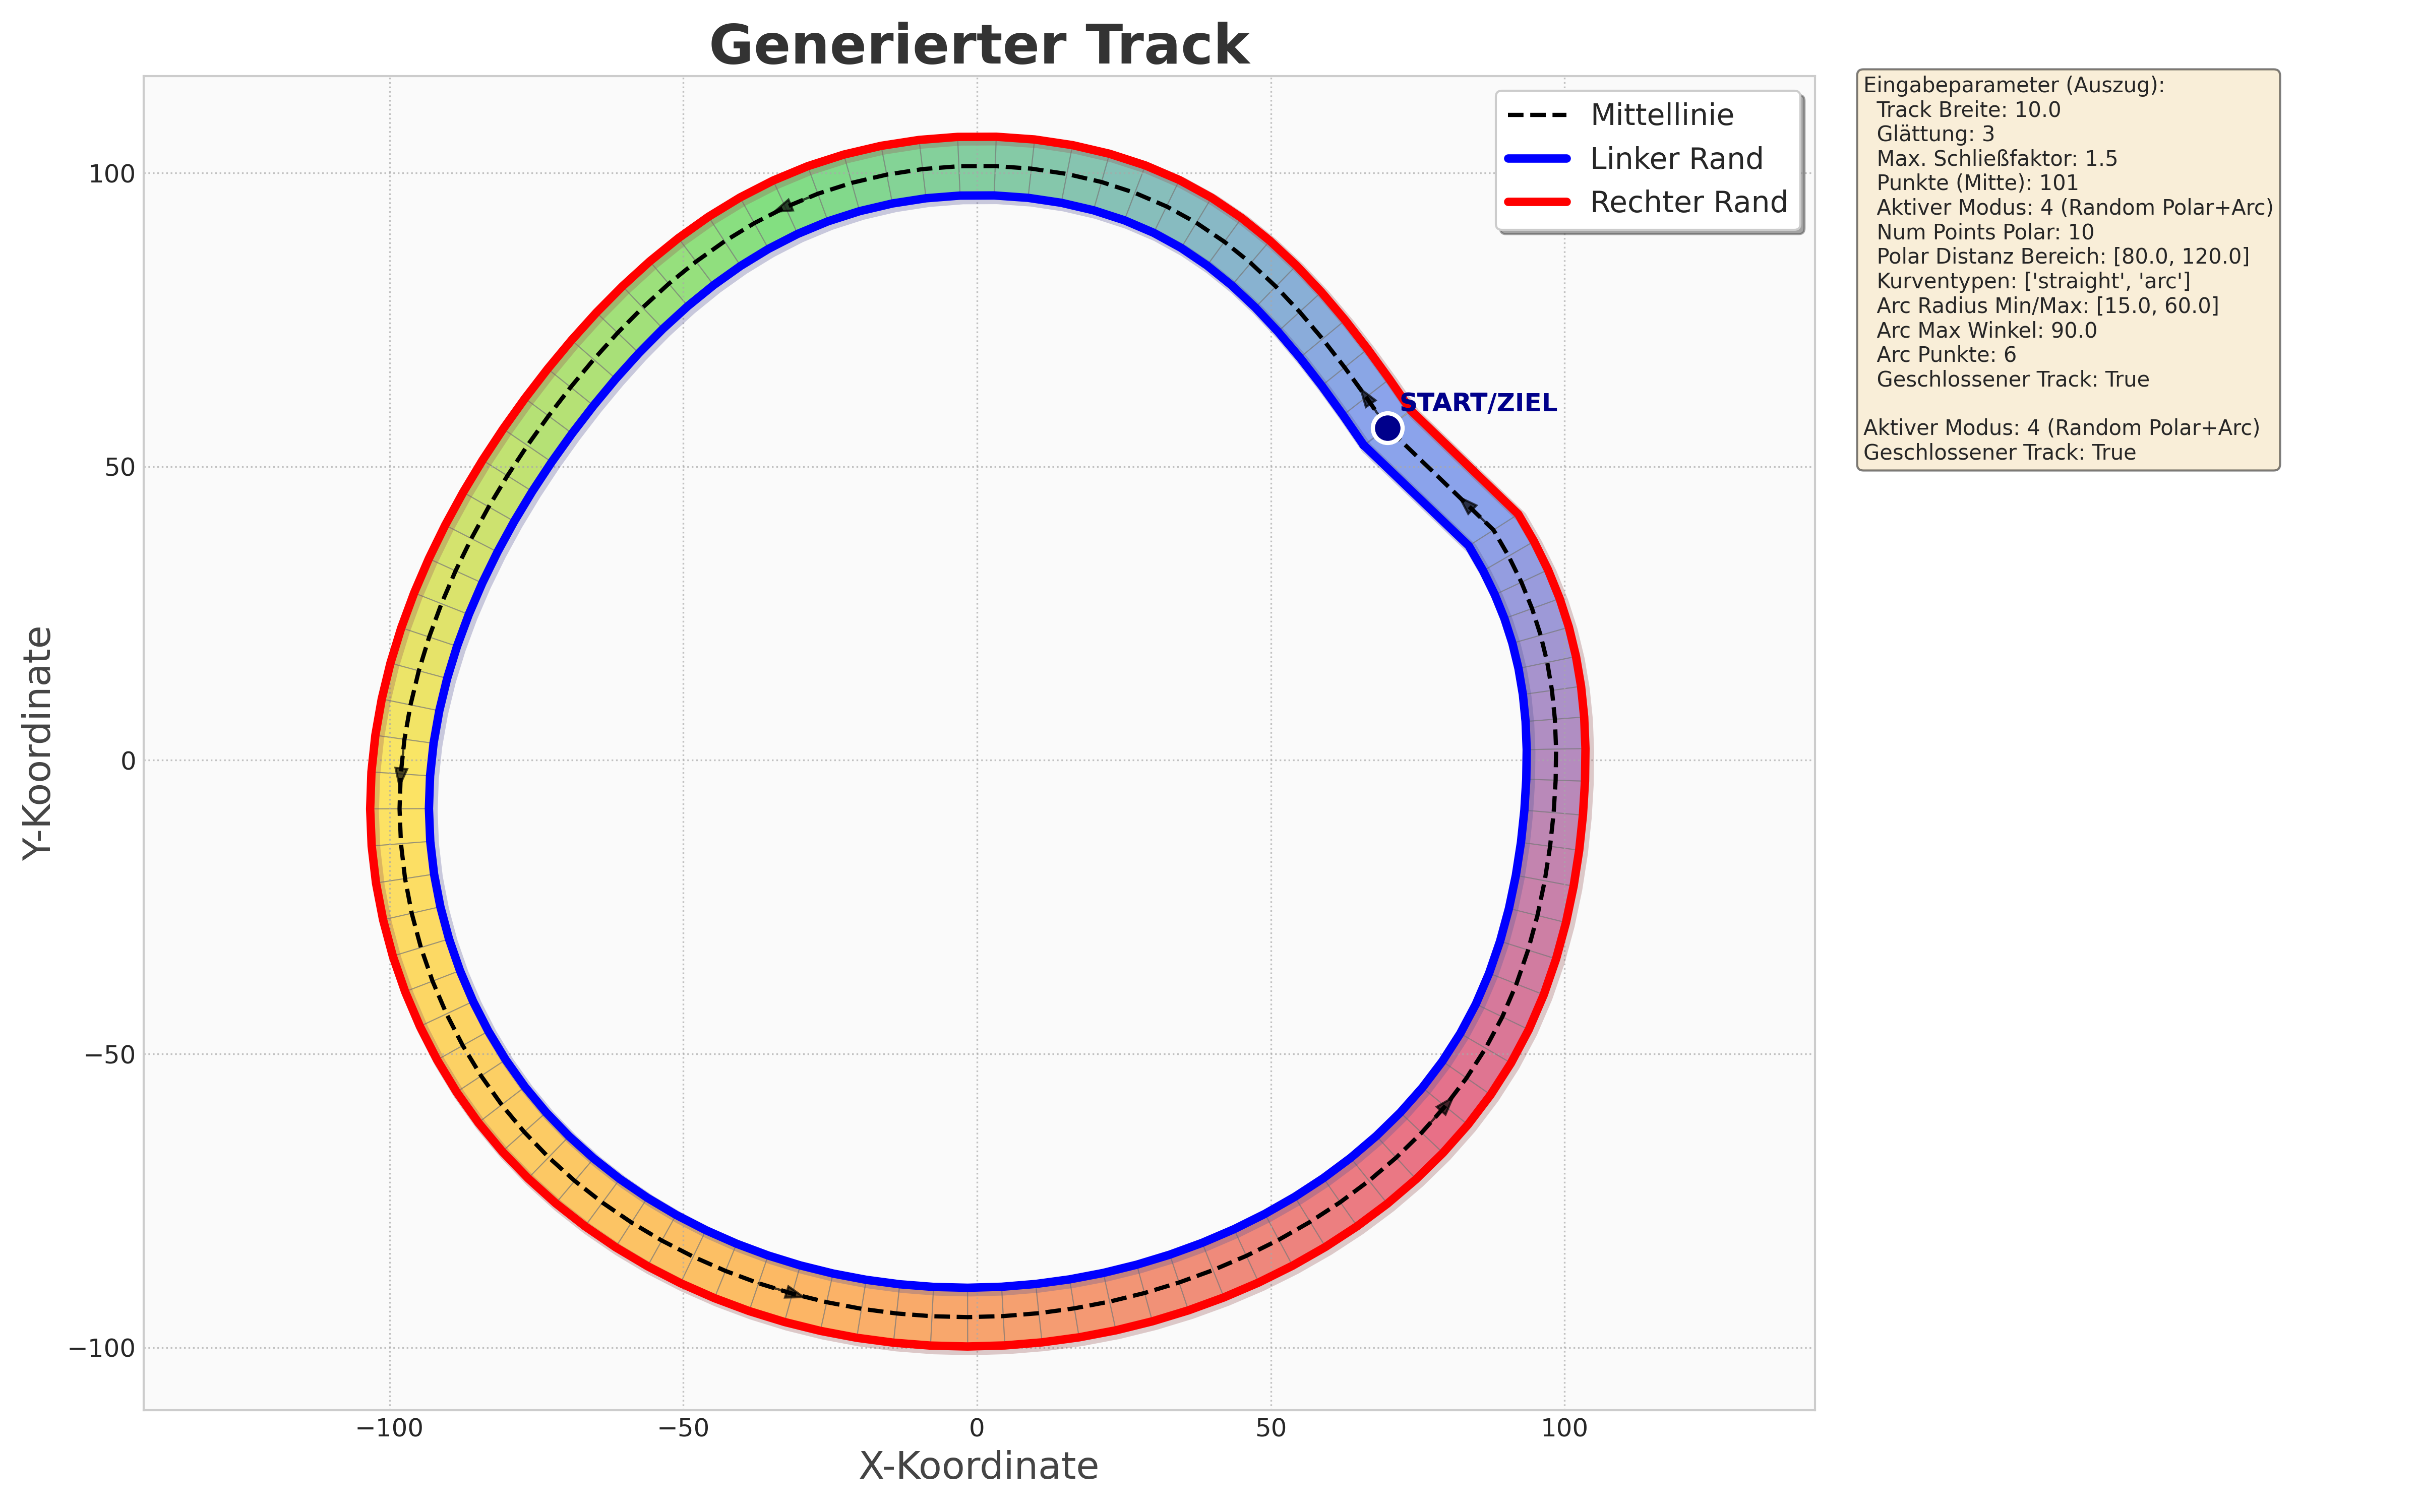 Generierter Track
Mittellinie
Linker Rand
Rechter Rand
START/ZIEL
100
50
0
−50
−100
Y-Koordinate
−100
−50
0
50
100
X-Koordinate
Eingabeparameter (Auszug):
Track Breite: 10.0
Glättung: 3
Max. Schließfaktor: 1.5
Punkte (Mitte): 101
Aktiver Modus: 4 (Random Polar+Arc)
Num Points Polar: 10
Polar Distanz Bereich: [80.0, 120.0]
Kurventypen: ['straight', 'arc']
Arc Radius Min/Max: [15.0, 60.0]
Arc Max Winkel: 90.0
Arc Punkte: 6
Geschlossener Track: True
Aktiver Modus: 4 (Random Polar+Arc)
Geschlossener Track: True